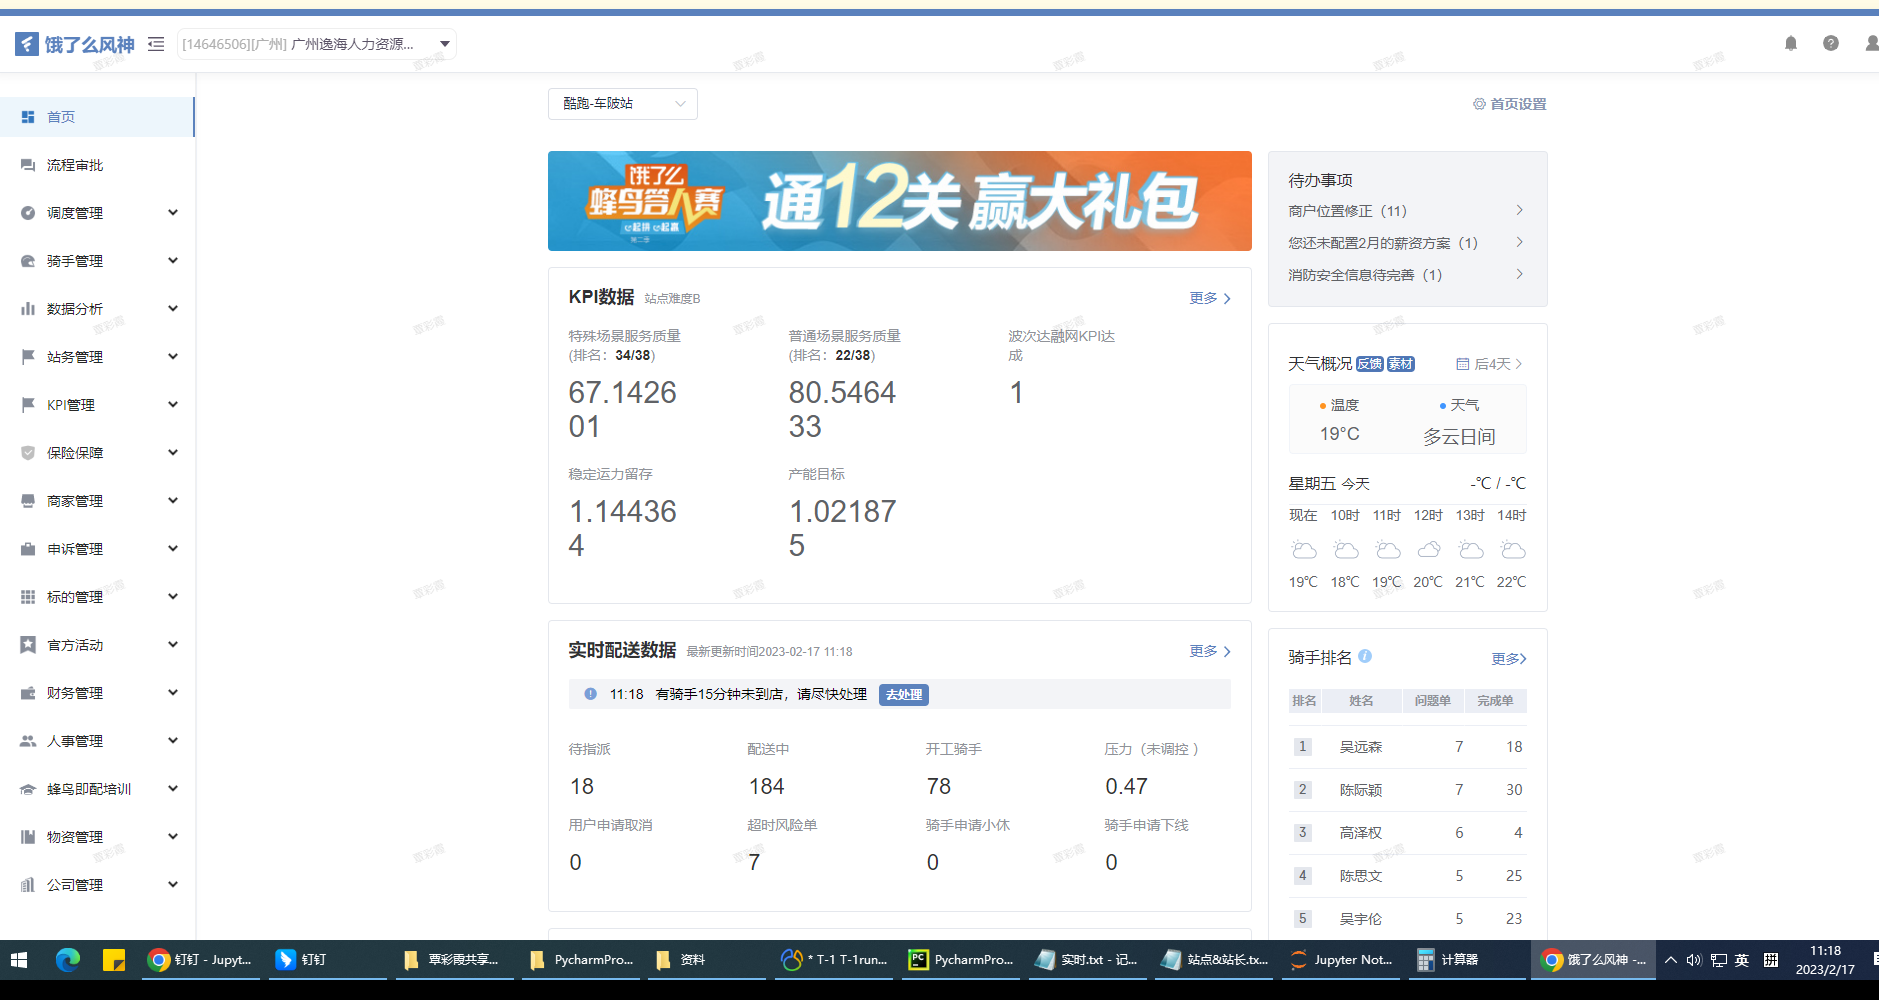 饿了么风神
[14646506][广州] 广州逸海人力资源...
首页
流程审批
调度管理
骑手管理
数据分析
站务管理
KPI管理
保险保障
商家管理
申诉管理
标的管理
官方活动
财务管理
人事管理
蜂鸟即配培训
物资管理
公司管理
酷跑-车陂站
首页设置
饿了么
蜂鸟答人赛
第二季
通12关 赢大礼包
KPI数据 站点难度B
更多
特殊场景服务质量
(排名：34/38)
67.1426
01
普通场景服务质量
(排名：22/38)
80.5464
33
波次达融网KPI达
成
1
稳定运力留存
1.14436
4
产能目标
1.02187
5
实时配送数据 最新更新时间2023-02-17 11:18
更多
11:18 有骑手15分钟未到店，请尽快处理 去处理
待指派 配送中 开工骑手 压力（未调控 ）
18 184 78 0.47
用户申请取消 超时风险单 骑手申请小休 骑手申请下线
0 7 0 0
待办事项
商户位置修正（11）
您还未配置2月的薪资方案（1）
消防安全信息待完善（1）
天气概况 反馈 素材 后4天
温度 天气
19°C 多云日间
星期五 今天 -℃ / -℃
现在 10时 11时 12时 13时 14时
19℃ 18℃ 19℃ 20℃ 21℃ 22℃
骑手排名 更多
排名 姓名 问题单 完成单
1 吴远森 7 18
2 陈际颖 7 30
3 高泽权 6 4
4 陈思文 5 25
5 吴宇伦 5 23
钉钉 - Jupyt...
钉钉
覃彩霞共享...
PycharmPro...
资料
* T-1 T-1run...
PycharmPro...
实时.txt - 记...
站点&站长.tx...
Jupyter Not...
计算器
饿了么风神 -...
英
拼
11:18
2023/2/17